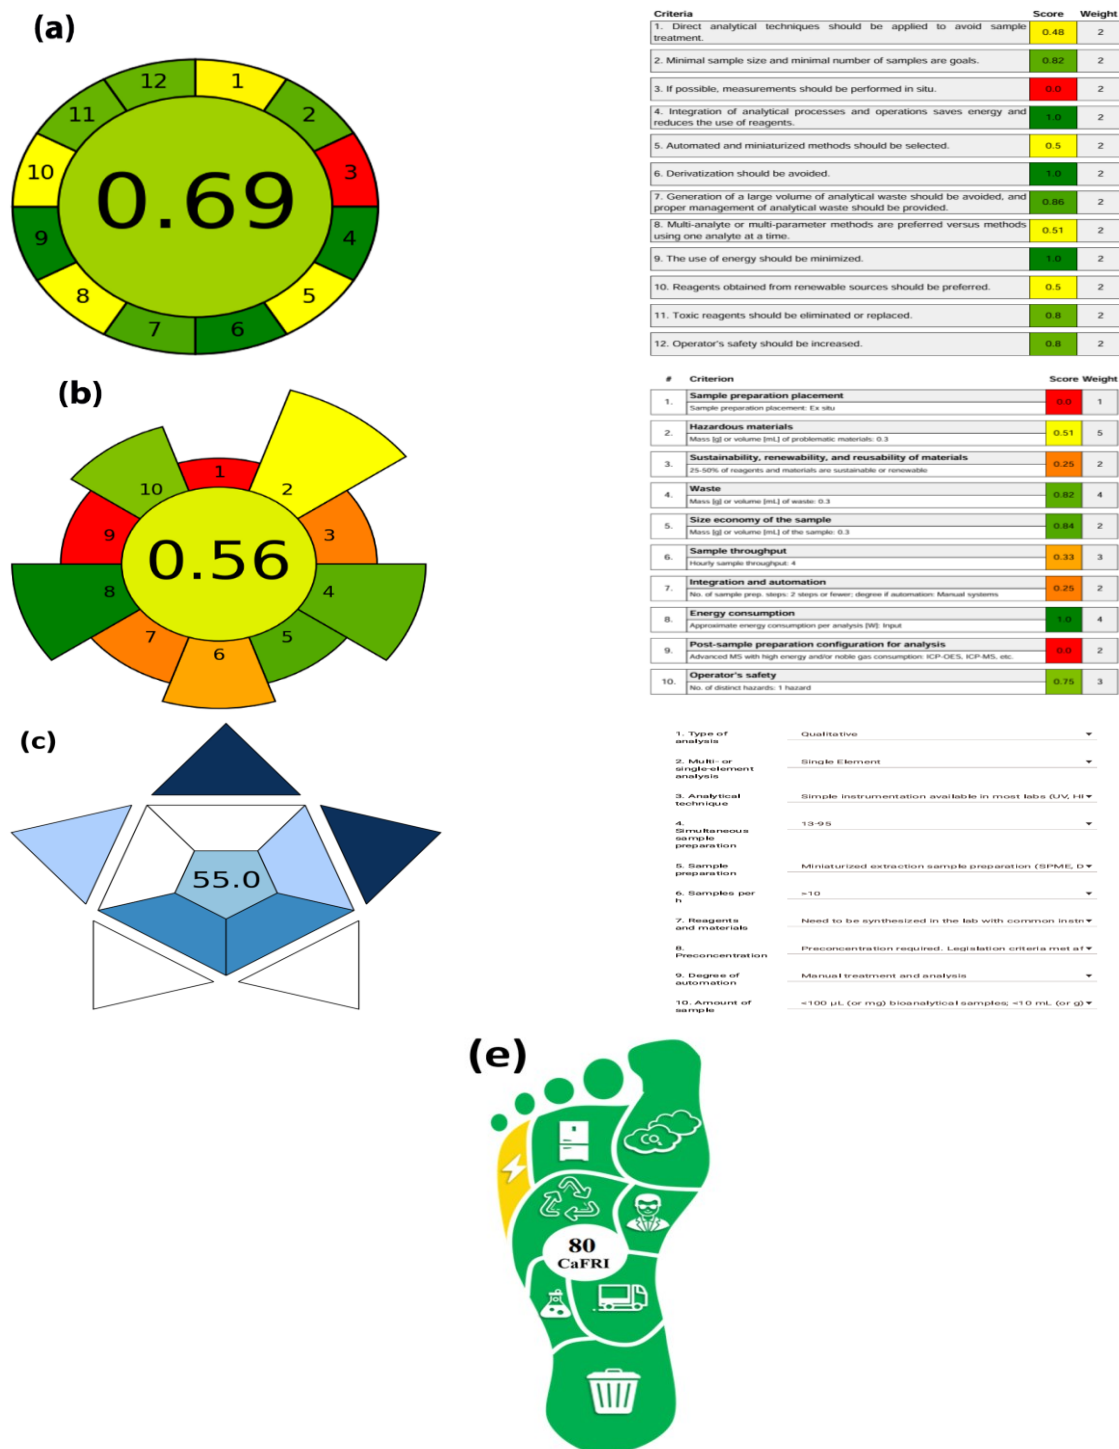 (a)
12
1
11
2
10
3
0.69
9
4
8
5
7
6
Criteria Score Weight
1. Direct analytical techniques should be applied to avoid sample
treatment.
0.48 2
2. Minimal sample size and minimal number of samples are goals. 0.82 2
3. If possible, measurements should be performed in situ. 0.0 2
4. Integration of analytical processes and operations saves energy and
reduces the use of reagents.
1.0 2
5. Automated and miniaturized methods should be selected. 0.5 2
6. Derivatization should be avoided. 1.0 2
7. Generation of a large volume of analytical waste should be avoided, and
proper management of analytical waste should be provided.
0.86 2
8. Multi-analyte or multi-parameter methods are preferred versus methods
using one analyte at a time.
0.51 2
9. The use of energy should be minimized. 1.0 2
10. Reagents obtained from renewable sources should be preferred. 0.5 2
11. Toxic reagents should be eliminated or replaced. 0.8 2
12. Operator's safety should be increased. 0.8 2
(b)
1
10
2
9
3
0.56
8
4
7
5
6
# Criterion Score Weight
1. Sample preparation placement 0.0 1
Sample preparation placement: Ex situ
2. Hazardous materials 0.51 5
Mass [g] or volume [mL] of problematic materials: 0.3
3. Sustainability, renewability, and reusability of materials 0.25 2
25-50% of reagents and materials are sustainable or renewable
4. Waste 0.82 4
Mass [g] or volume [mL] of waste: 0.3
5. Size economy of the sample 0.84 2
Mass [g] or volume [mL] of the sample: 0.3
6. Sample throughput 0.33 3
Hourly sample throughput: 4
7. Integration and automation 0.25 2
No. of sample prep. steps: 2 steps or fewer; degree if automation: Manual systems
8. Energy consumption 1.0 4
Approximate energy consumption per analysis [W]: Input
9. Post-sample preparation configuration for analysis 0.0 2
Advanced MS with high energy and/or noble gas consumption: ICP-OES, ICP-MS, etc.
10. Operator's safety 0.75 3
No. of distinct hazards: 1 hazard
(c)
55.0
1. Type of
analysis
Qualitative
2. Multi- or
single-element
analysis
Single Element
3. Analytical
technique
Simple instrumentation available in most labs (UV, HI
4.
Simultaneous
sample
preparation
13-95
5. Sample
preparation
Miniaturized extraction sample preparation (SPME, D
6. Samples per
h
≈10
7. Reagents
and materials
Need to be synthesized in the lab with common instr
8.
Preconcentration
Preconcentration required. Legislation criteria met af
9. Degree of
automation
Manual treatment and analysis
10. Amount of
sample
<100 µL (or mg) bioanalytical samples; <10 mL (or g)
(e)
80
CaFRI